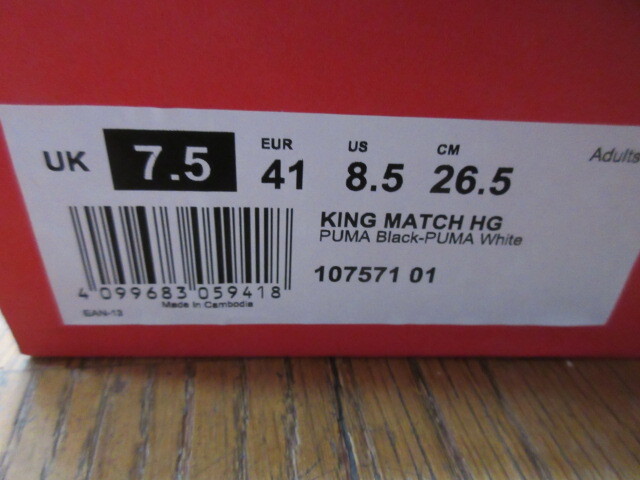 UK 7.5 EUR 41 US 8.5 CM 26.5 Adults
KING MATCH HG
PUMA Black-PUMA White
107571 01
4 099683 059418
Made in Cambodia
EAN-13